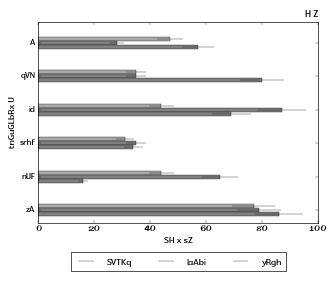 H Z
A
qVN
id
srhf
nUF
zA
tnGuGLbRx U
0 20 40 60 80 100
SH x sZ
SVTKq IaAbi yRgh